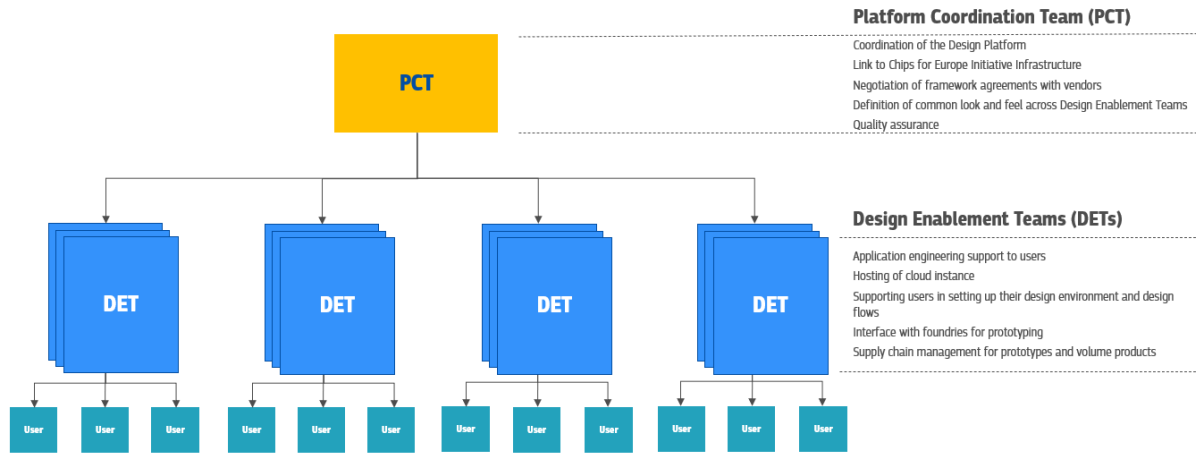 Platform Coordination Team (PCT)
Coordination of the Design Platform
Link to Chips for Europe Initiative Infrastructure
Negotiation of framework agreements with vendors
Definition of common look and feel across Design Enablement Teams
Quality assurance
PCT
Design Enablement Teams (DETs)
Application engineering support to users
Hosting of cloud instance
Supporting users in setting up their design environment and design
flows
Interface with foundries for prototyping
Supply chain management for prototypes and volume products
DET
DET
DET
DET
User
User
User
User
User
User
User
User
User
User
User
User